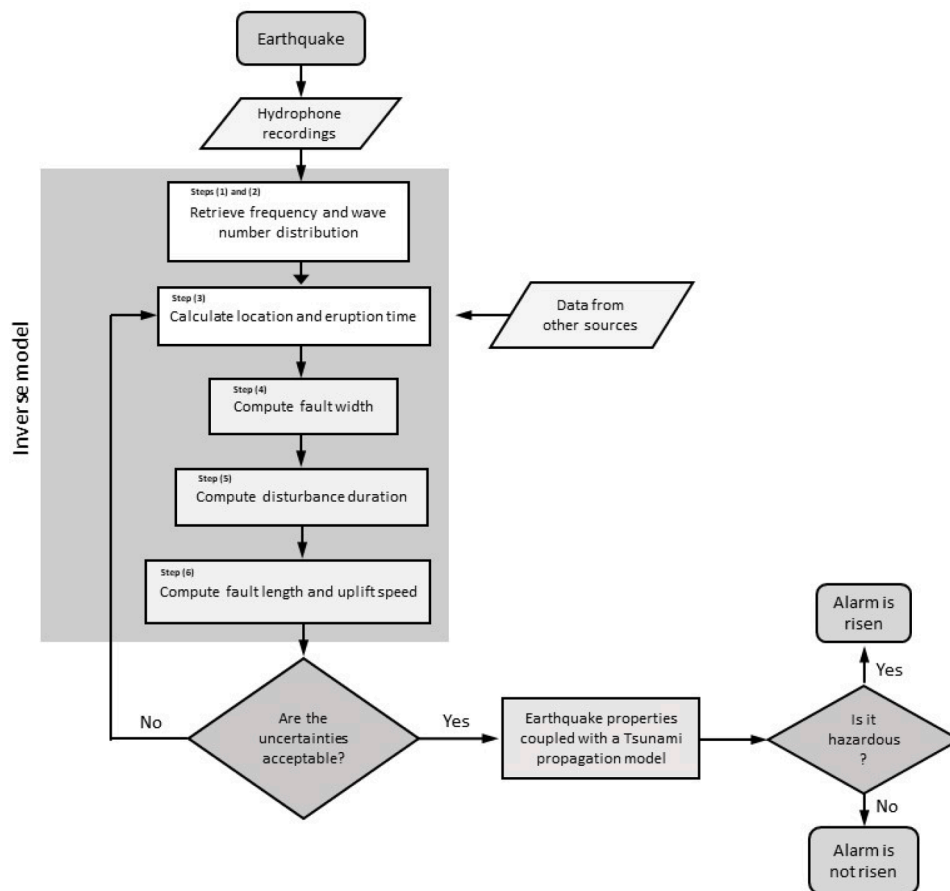 Earthquake
Hydrophone
recordings
Steps (1) and (2)
Retrieve frequency and wave
number distribution
Step (3)
Calculate location and eruption time
Data from
other sources
Inverse model
Step (4)
Compute fault width
Step (5)
Compute disturbance duration
Step (6)
Compute fault length and uplift speed
Are the
uncertainties
acceptable?
No
Yes
Earthquake properties
coupled with a Tsunami
propagation model
Is it
hazardous
?
Yes
Alarm is
risen
No
Alarm is
not risen